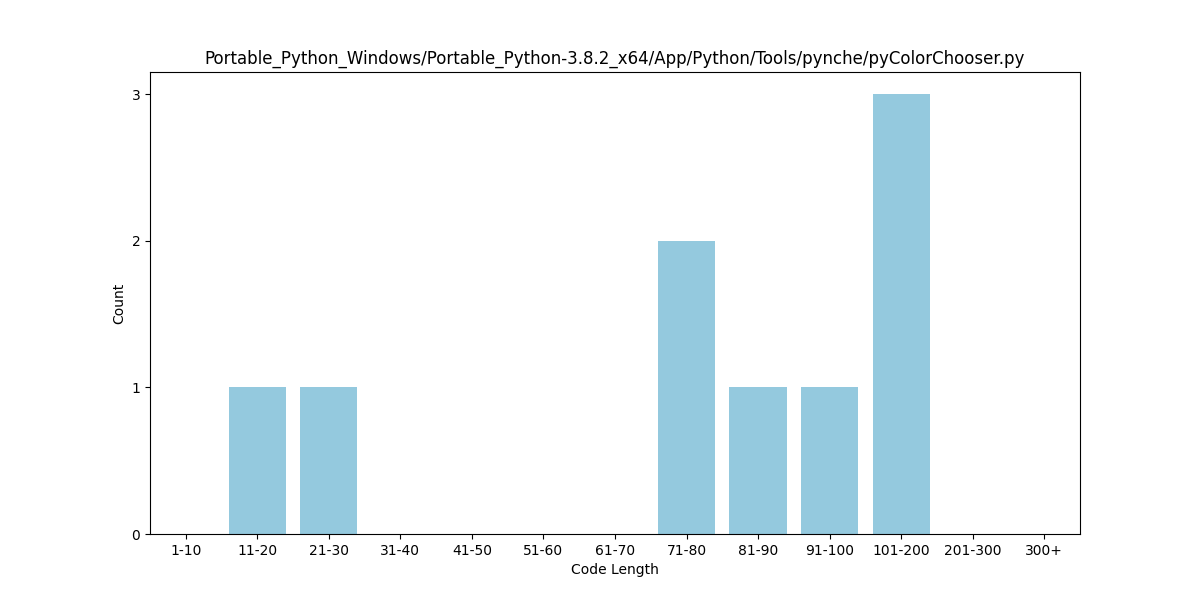 Portable_Python_Windows/Portable_Python-3.8.2_x64/App/Python/Tools/pynche/pyColorChooser.py
3
2
1
0
Count
1-10 11-20 21-30 31-40 41-50 51-60 61-70 71-80 81-90 91-100 101-200 201-300 300+
Code Length